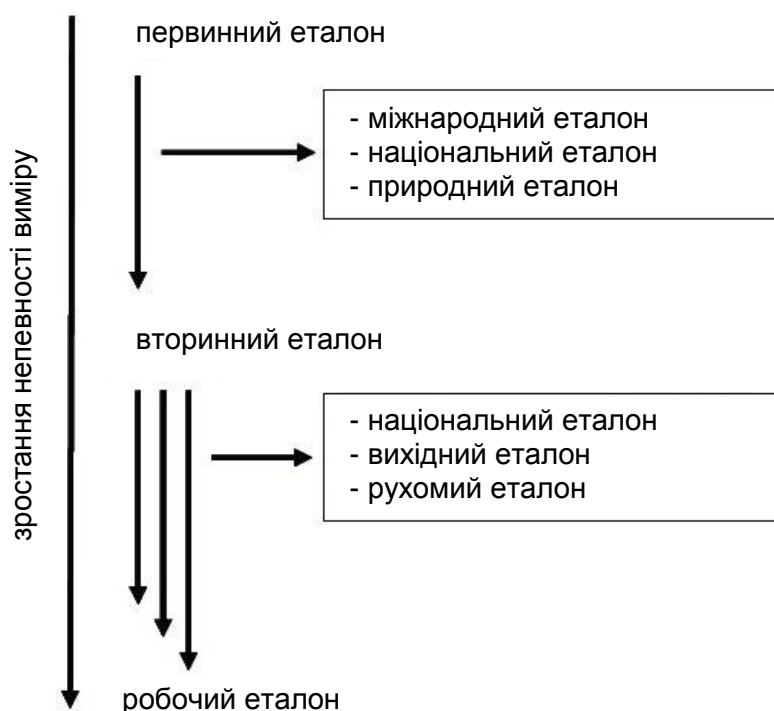 зростання непевності виміру
первинний еталон
- міжнародний еталон
- національний еталон
- природний еталон
вторинний еталон
- національний еталон
- вихідний еталон
- рухомий еталон
робочий еталон